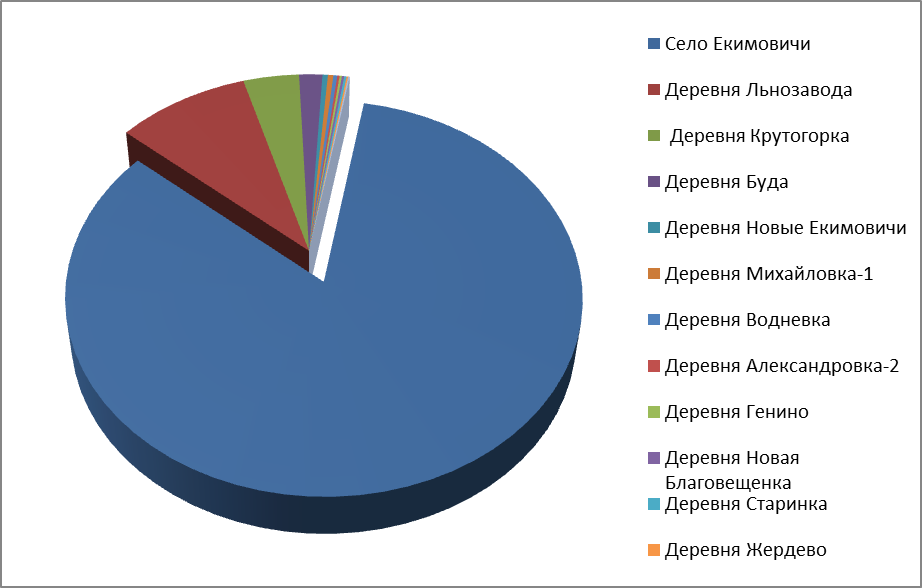 Село Екимовичи
Деревня Льнозавода
Деревня Крутогорка
Деревня Буда
Деревня Новые Екимовичи
Деревня Михайловка-1
Деревня Водневка
Деревня Александровка-2
Деревня Генино
Деревня Новая
Благовещенка
Деревня Старинка
Деревня Жердево